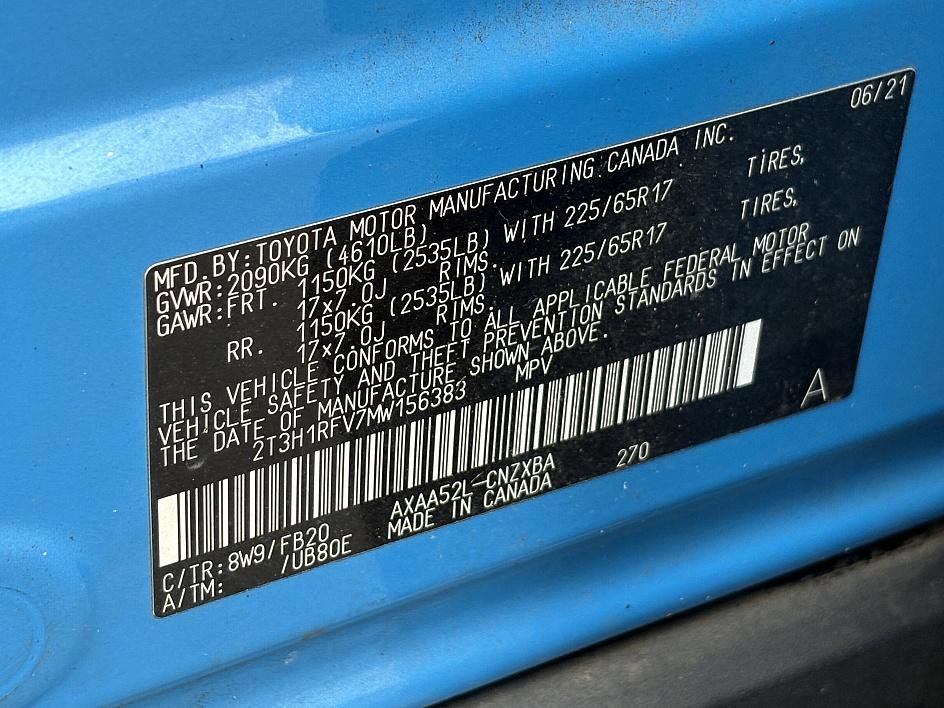 06/21
MFD.BY:TOYOTA MOTOR MANUFACTURING CANADA INC.
GVWR:2090KG (4610LB)
GAWR:FRT. 1150KG (2535LB) WITH 225/65R17 TIRES,
17x7.0J RIMS.
RR. 1150KG (2535LB) WITH 225/65R17 TIRES,
17x7.0J RIMS.
THIS VEHICLE CONFORMS TO ALL APPLICABLE FEDERAL MOTOR
VEHICLE SAFETY AND THEFT PREVENTION STANDARDS IN EFFECT ON
THE DATE OF MANUFACTURE SHOWN ABOVE.
2T3H1RFV7MW156383 MPV
A
C/TR:8W9/FB20 AXAA52L-CNZXBA 270
A/TM: /UB80E MADE IN CANADA